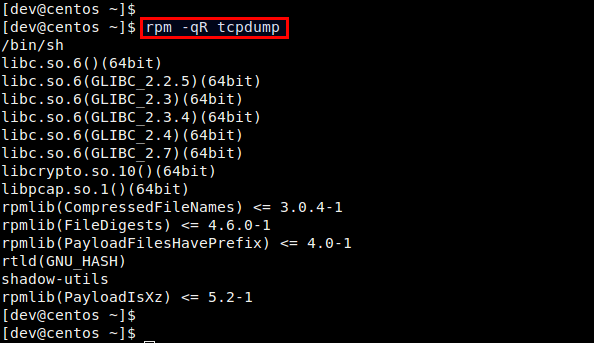 [dev@centos ~]$
[dev@centos ~]$ rpm -qR tcpdump
/bin/sh
libc.so.6()(64bit)
libc.so.6(GLIBC_2.2.5)(64bit)
libc.so.6(GLIBC_2.3)(64bit)
libc.so.6(GLIBC_2.3.4)(64bit)
libc.so.6(GLIBC_2.4)(64bit)
libc.so.6(GLIBC_2.7)(64bit)
libcrypto.so.10()(64bit)
libpcap.so.1()(64bit)
rpmlib(CompressedFileNames) <= 3.0.4-1
rpmlib(FileDigests) <= 4.6.0-1
rpmlib(PayloadFilesHavePrefix) <= 4.0-1
rtld(GNU_HASH)
shadow-utils
rpmlib(PayloadIsXz) <= 5.2-1
[dev@centos ~]$
[dev@centos ~]$